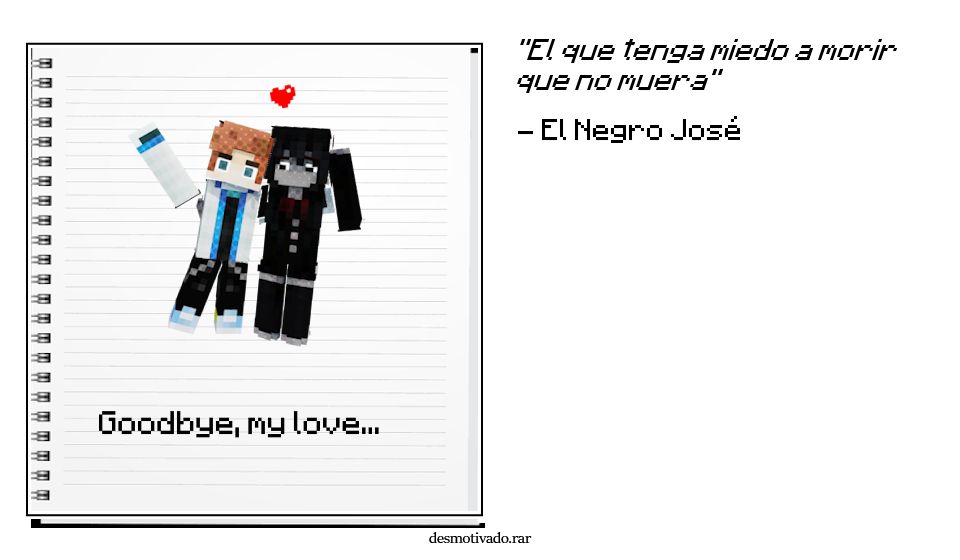 "El que tenga miedo a morir
que no muera"
– El Negro José
Goodbye, my love...
desmotivado.rar